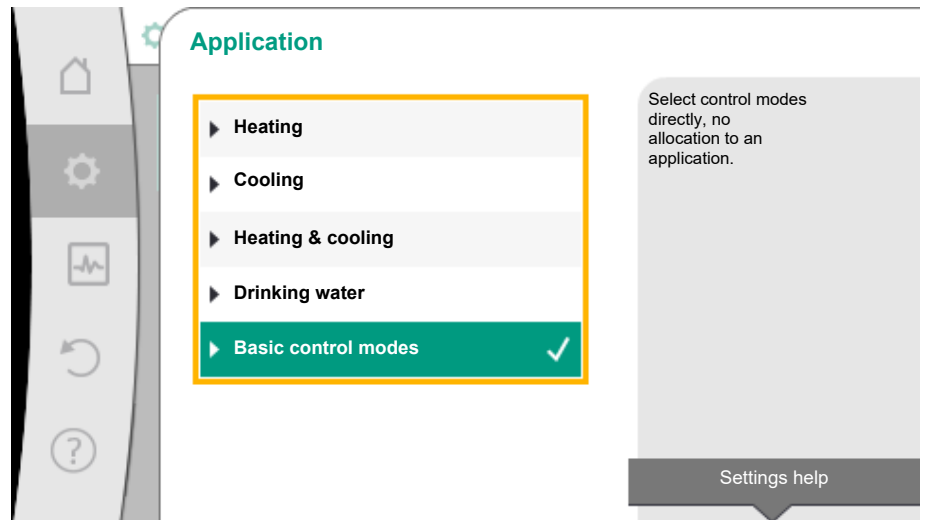 Application
Heating
Cooling
Heating & cooling
Drinking water
Basic control modes
Select control modes
directly, no
allocation to an
application.
Settings help
?